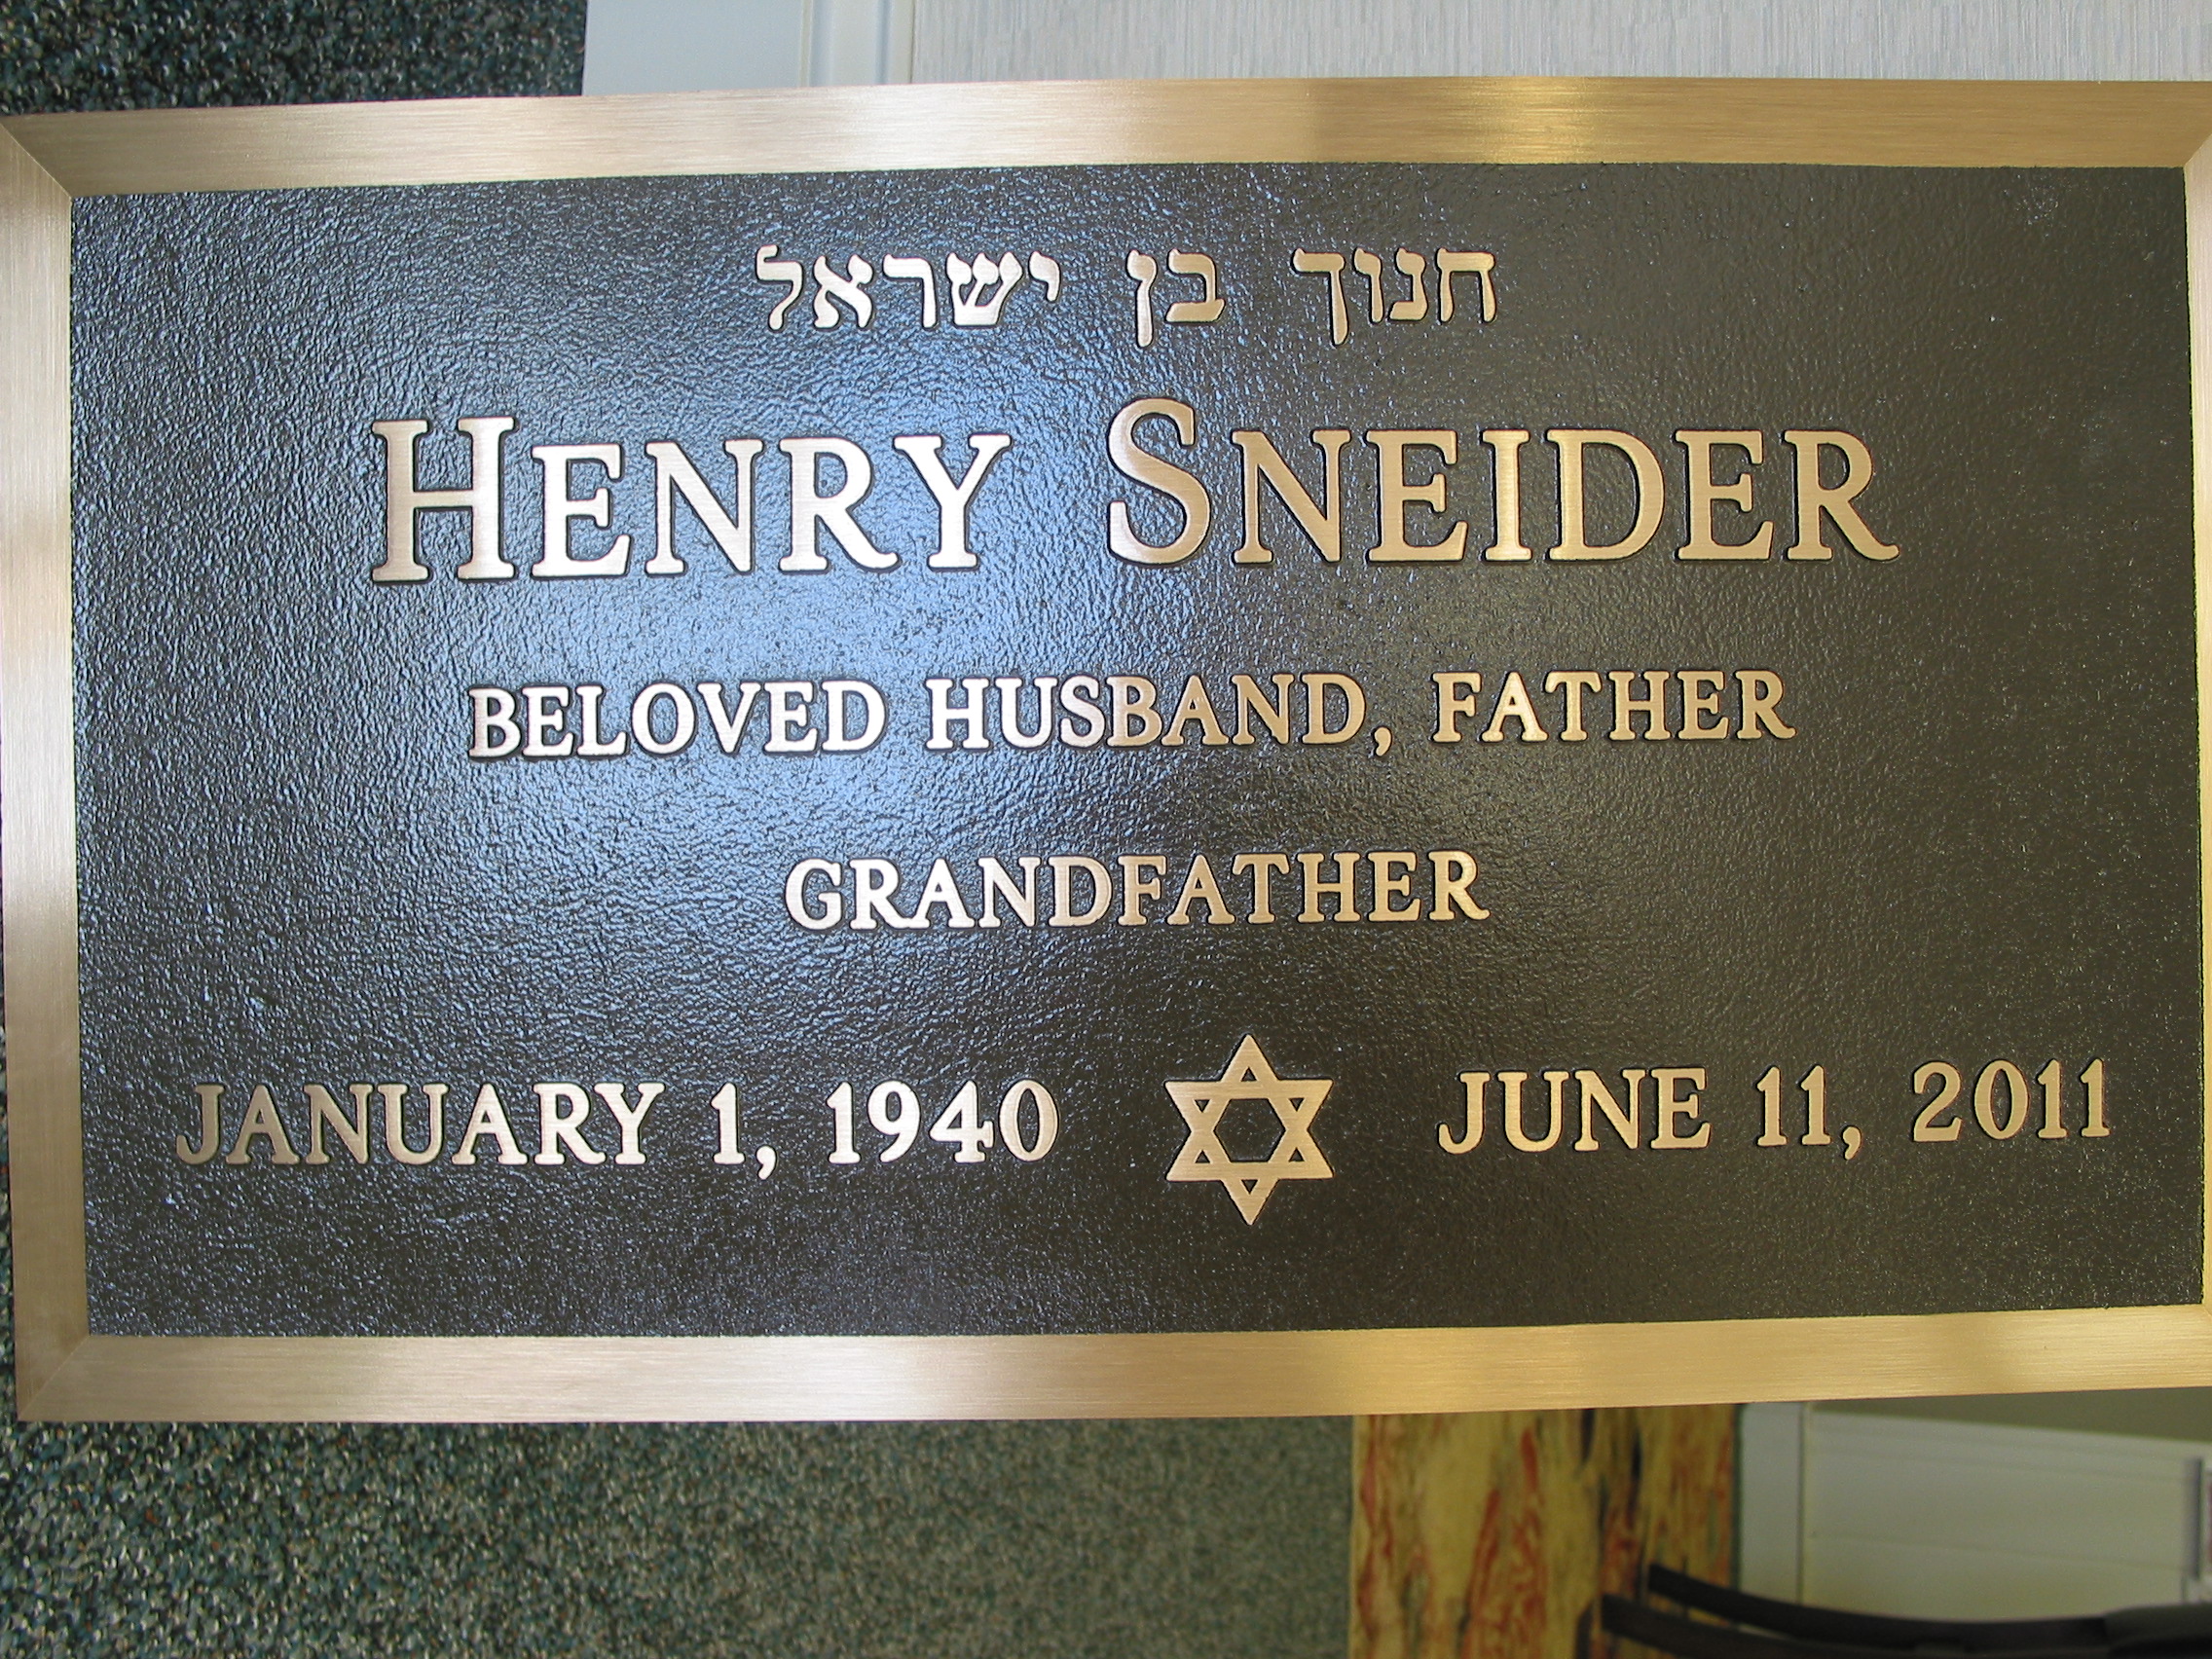 חנוך בן ישראל
HENRY SNEIDER
BELOVED HUSBAND, FATHER
GRANDFATHER
JANUARY 1, 1940 JUNE 11, 2011